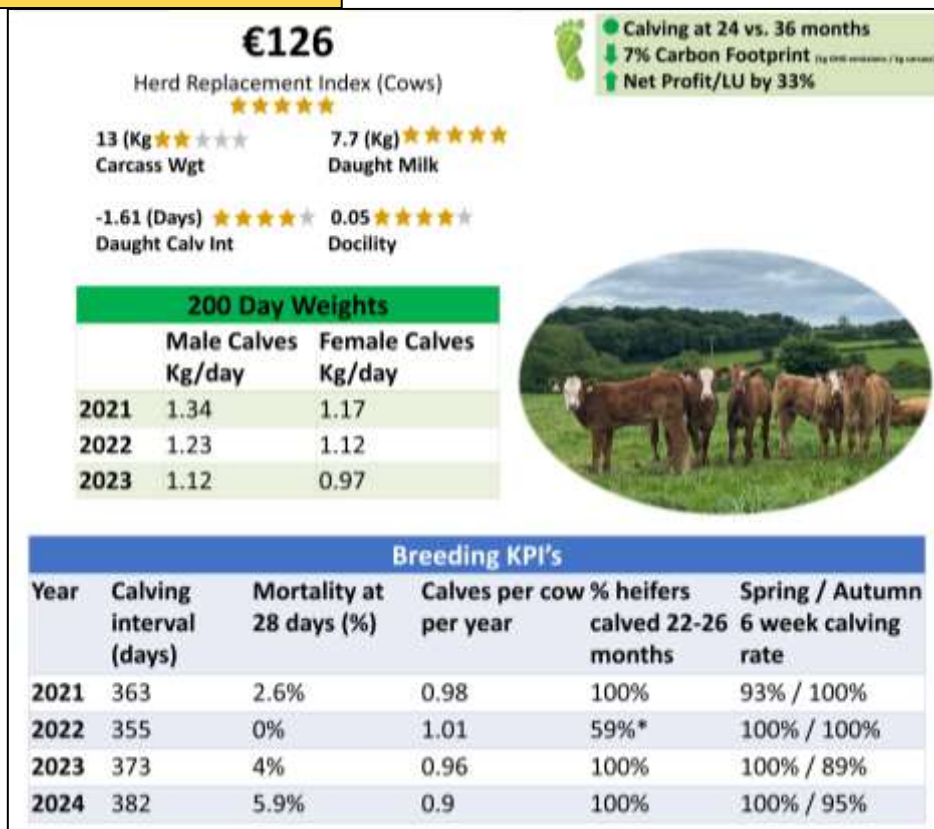 €126
Herd Replacement Index (Cows)
Calving at 24 vs. 36 months
7% Carbon Footprint
Net Profit/LU by 33%
13 (Kg
Carcass Wgt
7.7 (Kg)
Daught Milk
-1.61 (Days)
Daught Calv Int
0.05
Docility
200 Day Weights
Male Calves Female Calves
Kg/day Kg/day
2021 1.34 1.17
2022 1.23 1.12
2023 1.12 0.97
Breeding KPI's
Year Calving Mortality at Calves per cow % heifers Spring / Autumn
interval 28 days (%) per year calved 22-26 6 week calving
(days) months rate
2021 363 2.6% 0.98 100% 93% / 100%
2022 355 0% 1.01 59%* 100% / 100%
2023 373 4% 0.96 100% 100% / 89%
2024 382 5.9% 0.9 100% 100% / 95%